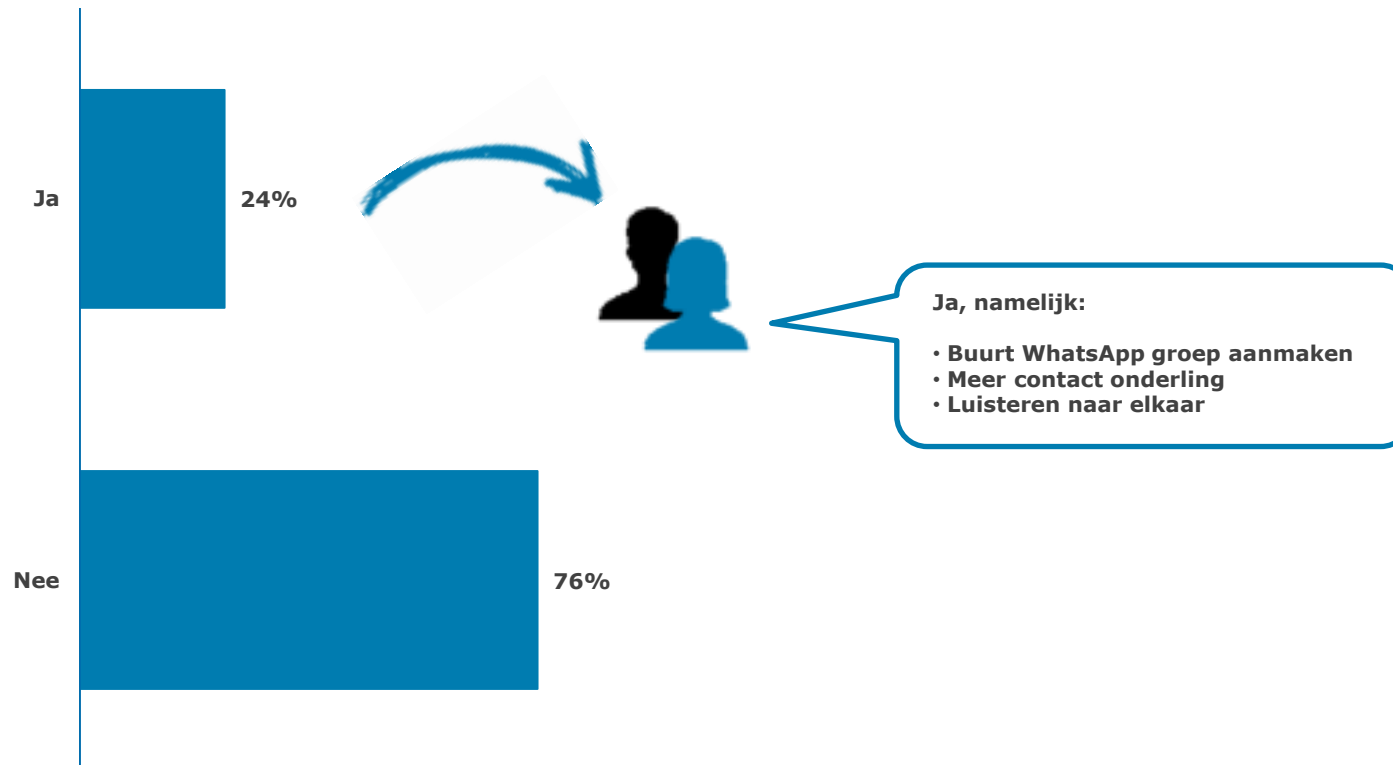 Ja
24%
Ja, namelijk:
• Buurt WhatsApp groep aanmaken
• Meer contact onderling
• Luisteren naar elkaar
Nee
76%